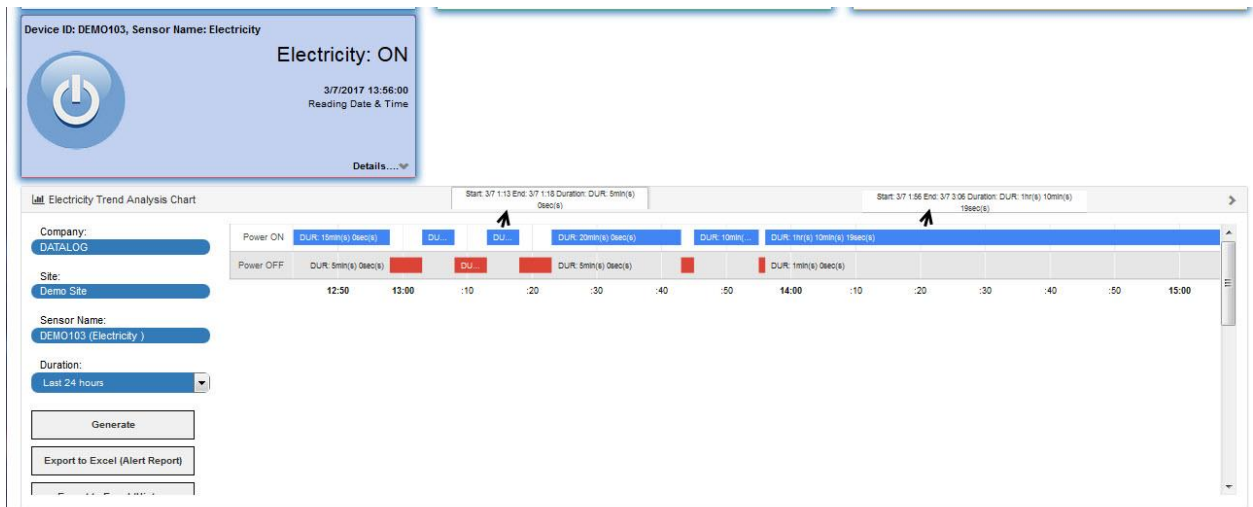 Device ID: DEMO103, Sensor Name: Electricity
Electricity: ON
3/7/2017 13:56:00
Reading Date & Time
Details....
Electricity Trend Analysis Chart
Start: 3/7 1:13 End: 3/7 1:18 Duration: DUR: 5min(s)
0sec(s)
Start: 3/7 1:56 End: 3/7 3:06 Duration: DUR: 1hr(s) 10min(s)
19sec(s)
Company:
DATALOG
Site:
Demo Site
Sensor Name:
DEMO103 (Electricity )
Duration:
Last 24 hours
Generate
Export to Excel (Alert Report)
Power ON
DUR: 15min(s) 0sec(s)
DU...
DU...
DUR: 20min(s) 0sec(s)
DUR: 10min(...
DUR: 1hr(s) 10min(s) 19sec(s)
Power OFF
DUR: 5min(s) 0sec(s)
DU...
DUR: 5min(s) 0sec(s)
DUR: 1min(s) 0sec(s)
12:50 13:00 :10 :20 :30 :40 :50 14:00 :10 :20 :30 :40 :50 15:00